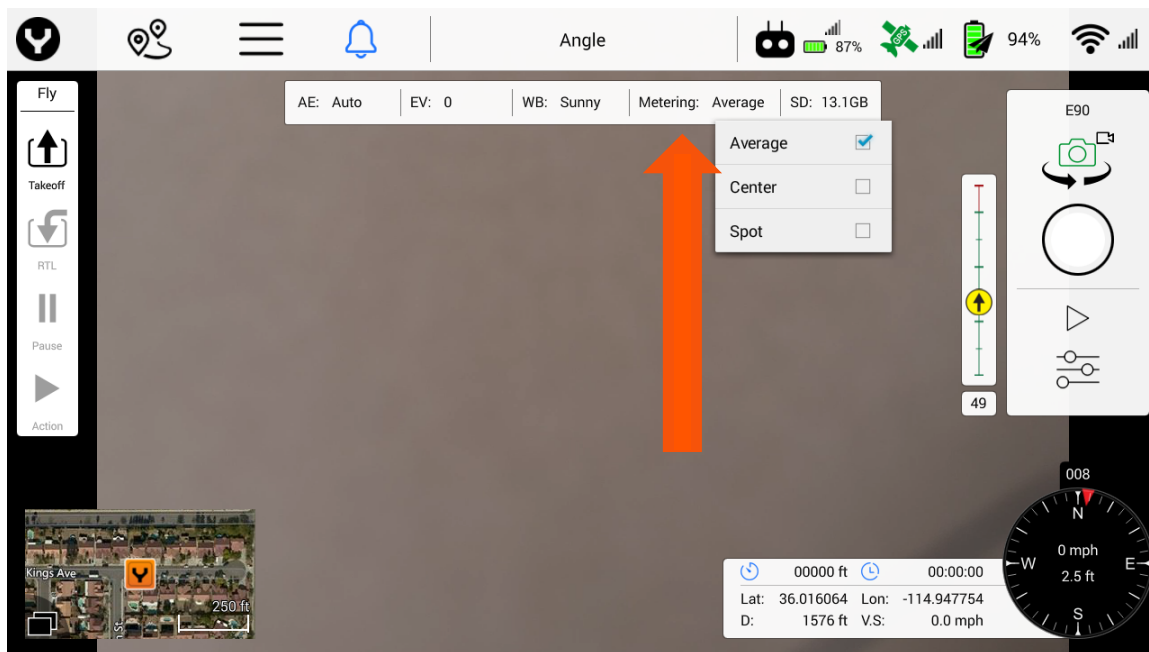 Angle
GPS
87%
94%
Fly
Takeoff
RTL
Pause
Action
AE: Auto
EV: 0
WB: Sunny
Metering: Average
SD: 13.1GB
Average
Center
Spot
E90
49
Kings Ave
St
250 ft
00000 ft
00:00:00
Lat: 36.016064 Lon: -114.947754
D: 1576 ft V.S: 0.0 mph
008
N
W
E
S
0 mph
2.5 ft